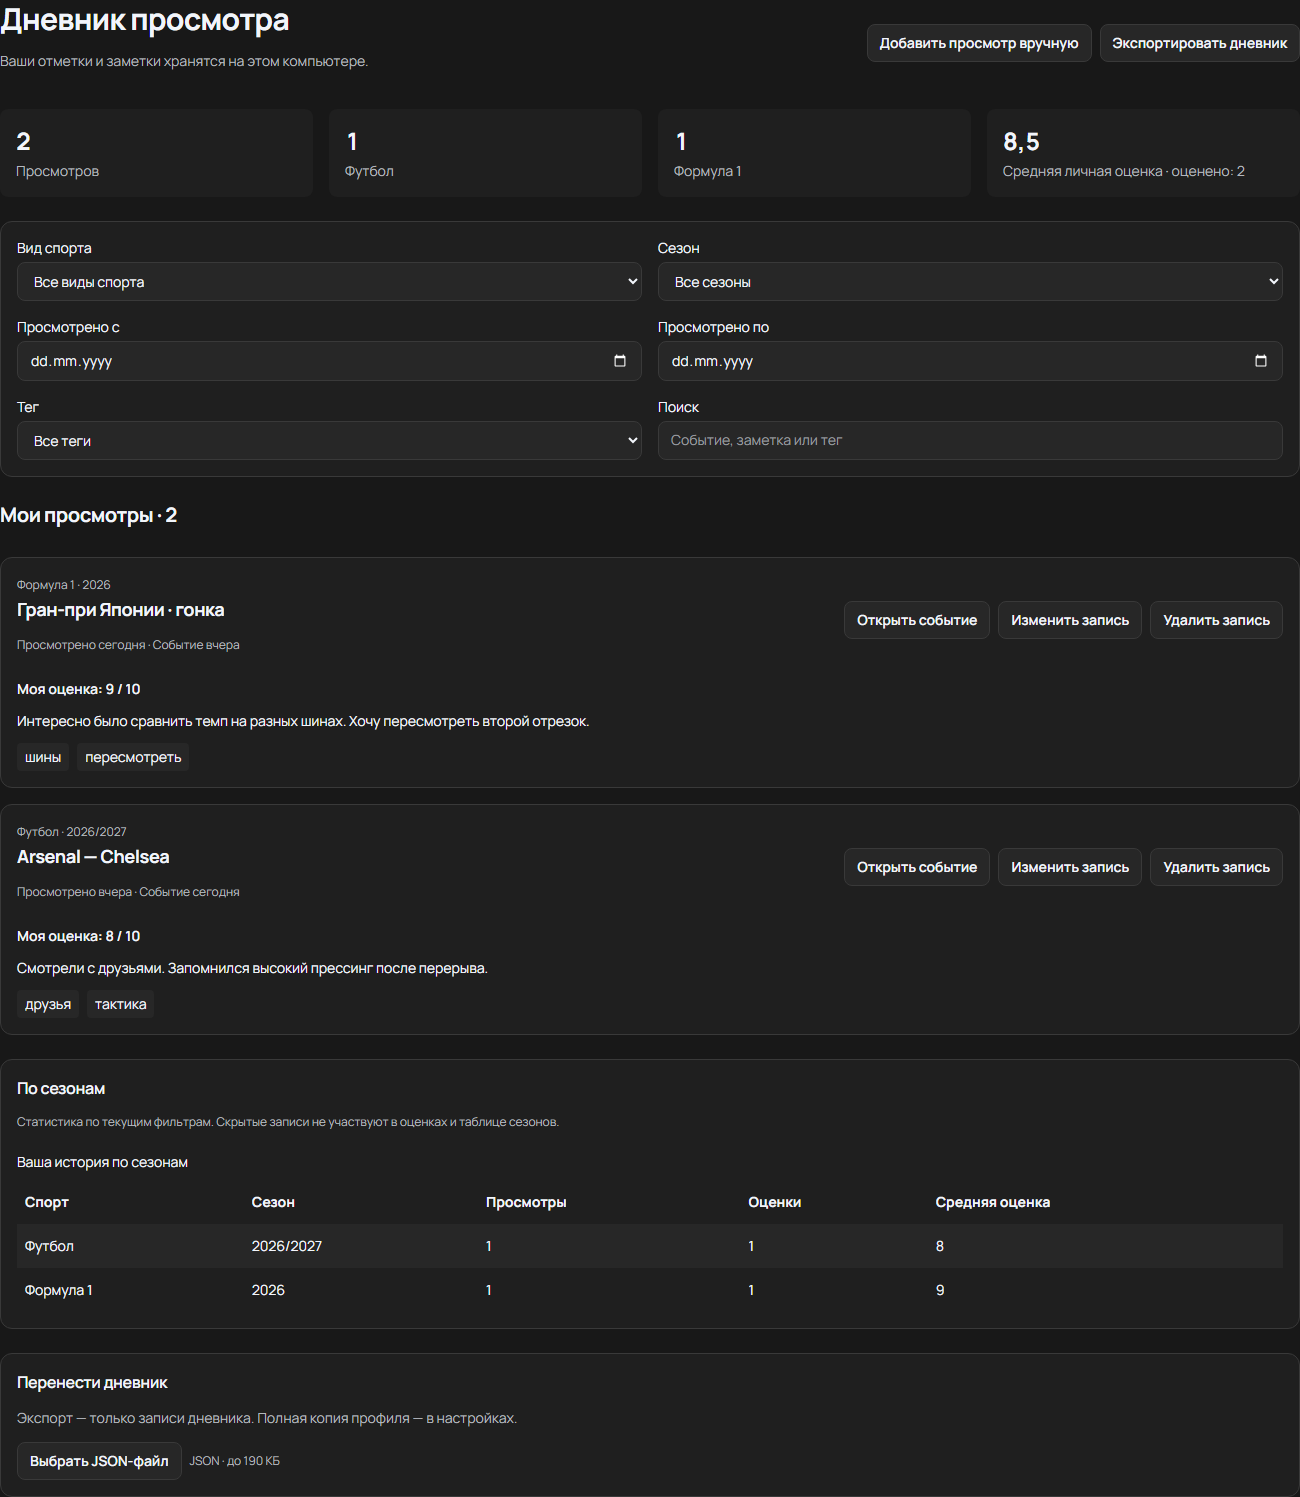 Дневник просмотра
Ваши отметки и заметки хранятся на этом компьютере.
Добавить просмотр вручную
Экспортировать дневник
2
Просмотров
1
Футбол
1
Формула 1
8,5
Средняя личная оценка · оценено: 2
Вид спорта
Все виды спорта
Сезон
Все сезоны
Просмотрено с
dd.mm.yyyy
Просмотрено по
dd.mm.yyyy
Тег
Все теги
Поиск
Событие, заметка или тег
Мои просмотры · 2
Формула 1 · 2026
Гран-при Японии · гонка
Просмотрено сегодня · Событие вчера
Открыть событие
Изменить запись
Удалить запись
Моя оценка: 9 / 10
Интересно было сравнить темп на разных шинах. Хочу пересмотреть второй отрезок.
шины пересмотреть
Футбол · 2026/2027
Arsenal — Chelsea
Просмотрено вчера · Событие сегодня
Открыть событие
Изменить запись
Удалить запись
Моя оценка: 8 / 10
Смотрели с друзьями. Запомнился высокий прессинг после перерыва.
друзья тактика
По сезонам
Статистика по текущим фильтрам. Скрытые записи не участвуют в оценках и таблице сезонов.
Ваша история по сезонам
Спорт Сезон Просмотры Оценки Средняя оценка
Футбол 2026/2027 1 1 8
Формула 1 2026 1 1 9
Перенести дневник
Экспорт — только записи дневника. Полная копия профиля — в настройках.
Выбрать JSON-файл JSON · до 190 КБ